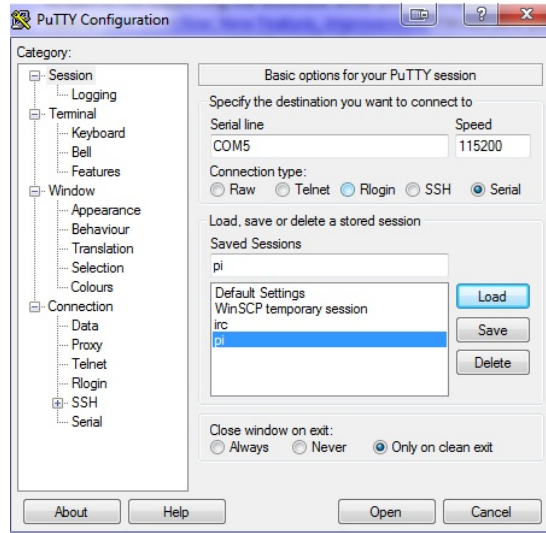 PuTTY Configuration
Category:
Session
Logging
Terminal
Keyboard
Bell
Features
Window
Appearance
Behaviour
Translation
Selection
Colours
Connection
Data
Proxy
Telnet
Rlogin
SSH
Serial
Basic options for your PuTTY session
Specify the destination you want to connect to
Serial line Speed
COM5 115200
Connection type:
Raw Telnet Rlogin SSH Serial
Load, save or delete a stored session
Saved Sessions
pi
Default Settings
WinSCP temporary session
irc
pi
Load
Save
Delete
Close window on exit:
Always Never Only on clean exit
About Help Open Cancel